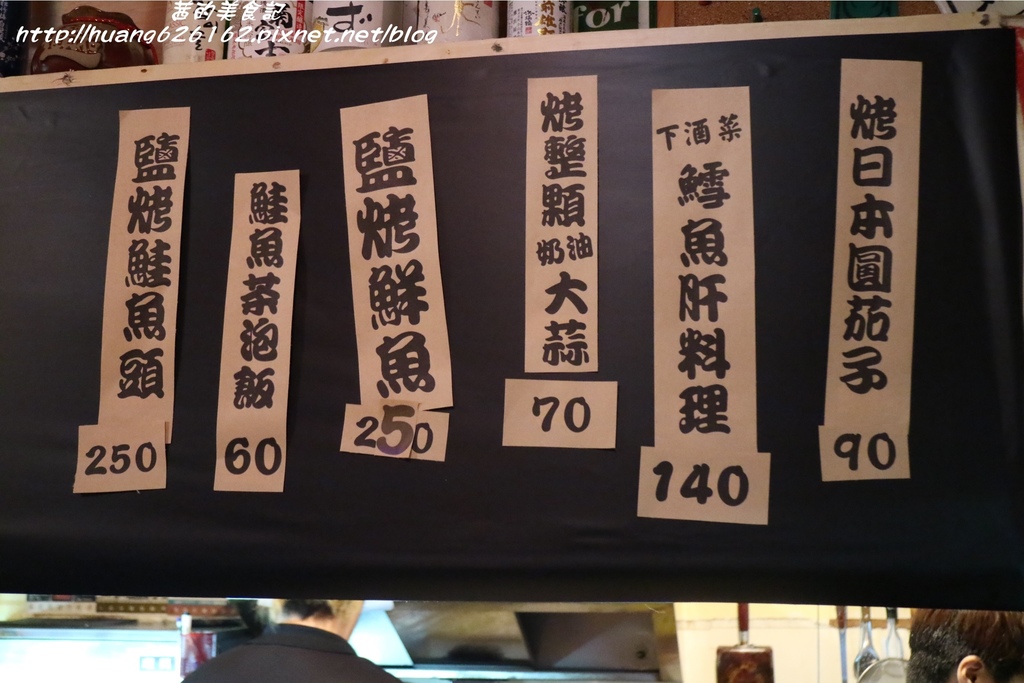 茜的美食記
http://huang626162.pixnet.net/blog
for
鹽烤鮭魚頭
250
鮭魚茶泡飯
60
鹽烤鮮魚
250
烤整顆
奶油
大蒜
70
下酒菜
鱈魚肝料理
140
烤日本圓茄子
90